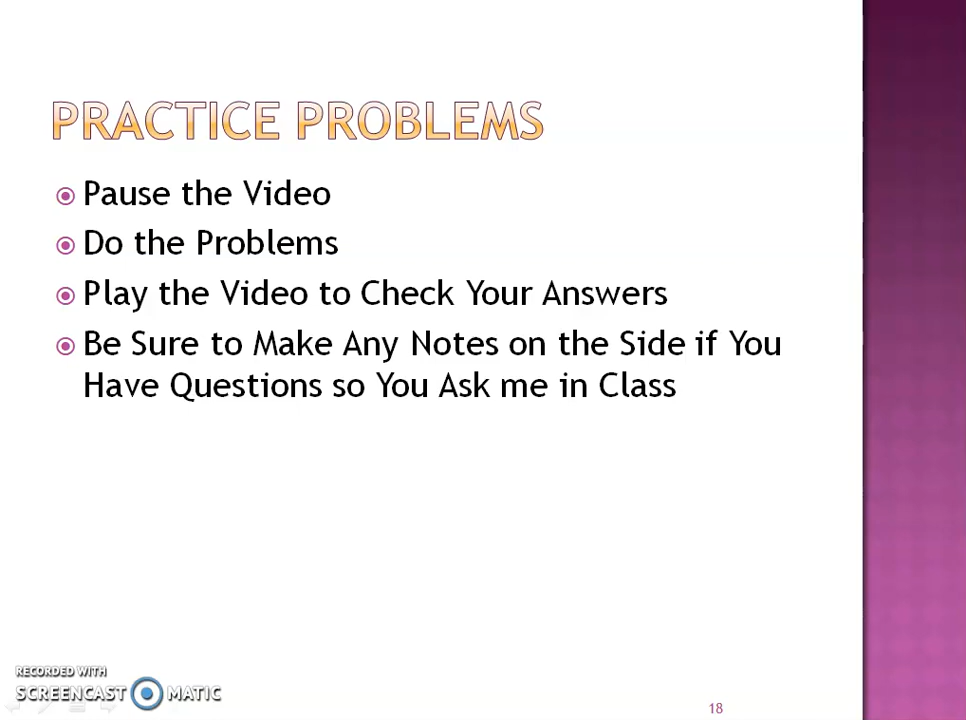 PRACTICE PROBLEMS
Pause the Video
Do the Problems
Play the Video to Check Your Answers
Be Sure to Make Any Notes on the Side if You
Have Questions so You Ask me in Class
RECORDED WITH
SCREENCAST MATIC
18